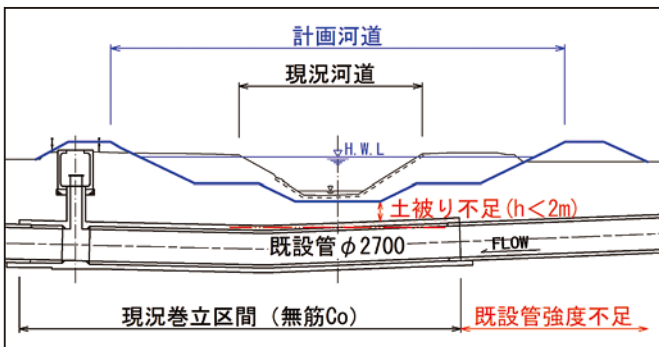 計画河道
現況河道
H.W.L
土被り不足(h<2m)
既設管φ2700
FLOW
現況巻立区間（無筋Co）
既設管強度不足